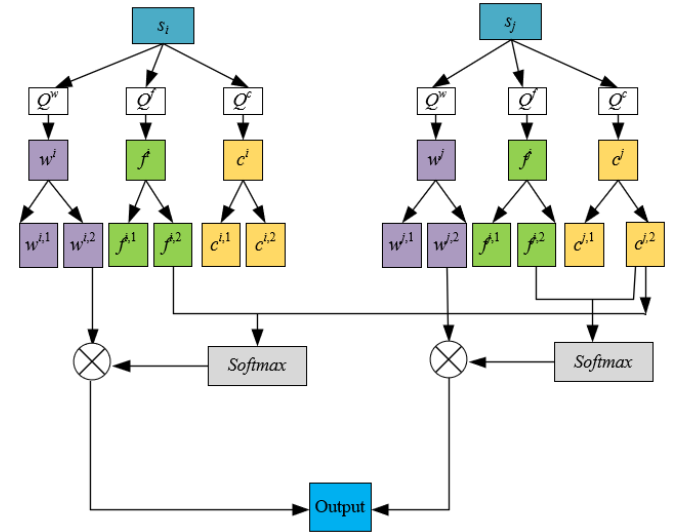 s_i s_j
Q^w Q^f Q^c Q^w Q^f Q^c
w^i f^i c^i w^j f^j c^j
w^{i,1} w^{i,2} f^{i,1} f^{i,2} c^{i,1} c^{i,2} w^{j,1} w^{j,2} f^{j,1} f^{j,2} c^{j,1} c^{j,2}
Softmax Softmax
Output